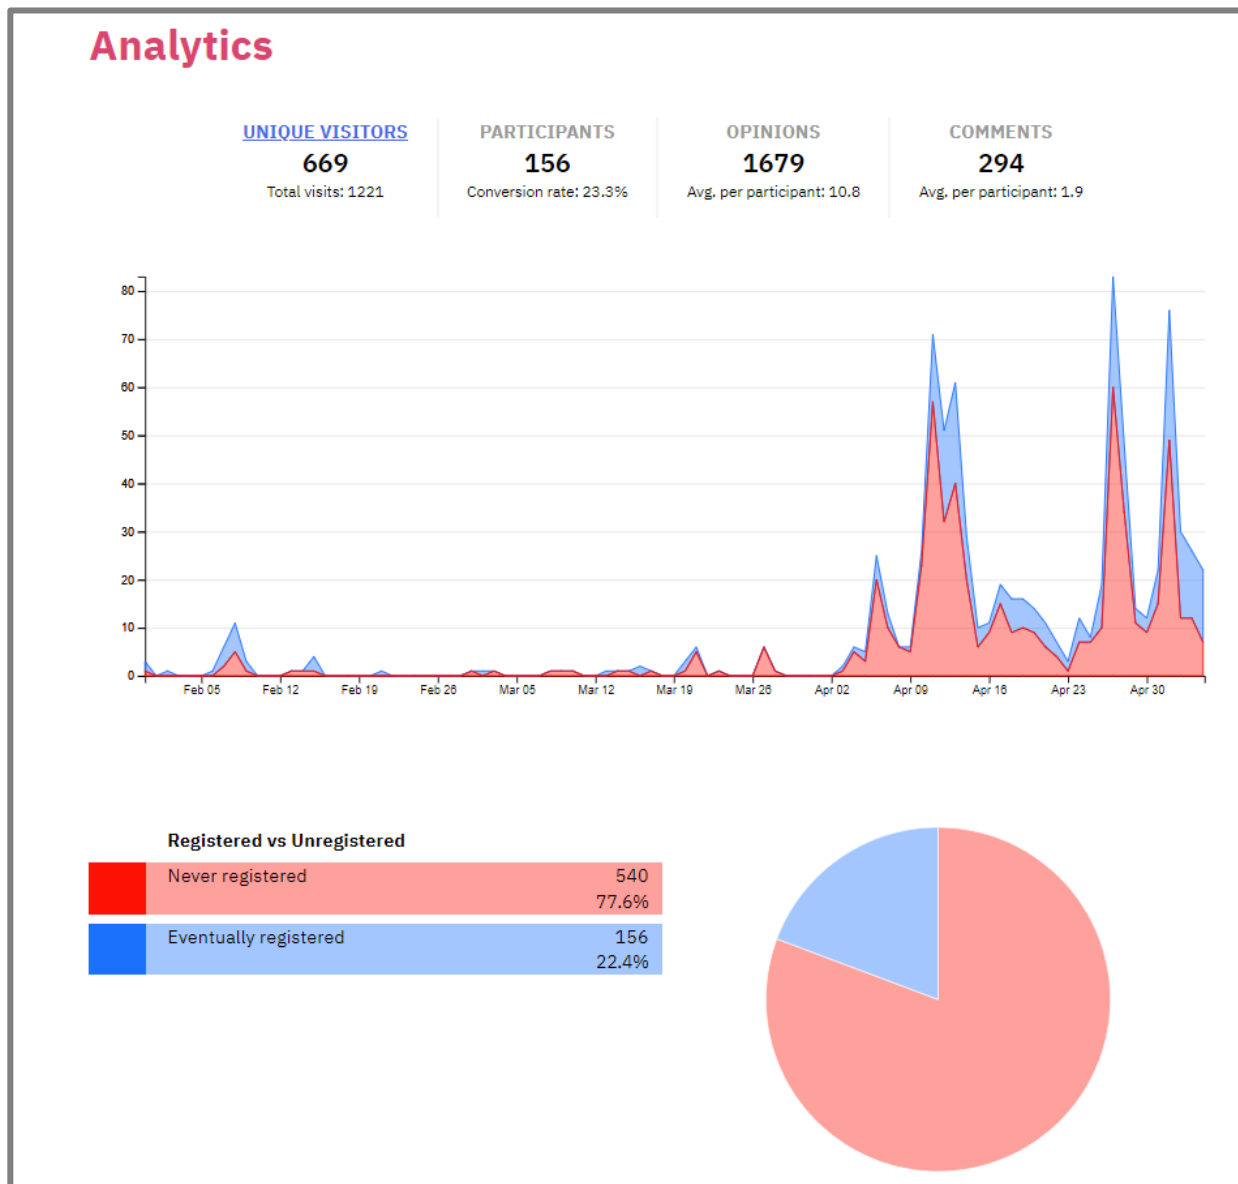 Analytics
UNIQUE VISITORS PARTICIPANTS OPINIONS COMMENTS
669 156 1679 294
Total visits: 1221 Conversion rate: 23.3% Avg. per participant: 10.8 Avg. per participant: 1.9
80
70
60
50
40
30
20
10
0
Feb 05 Feb 12 Feb 19 Feb 26 Mar 05 Mar 12 Mar 19 Mar 26 Apr 02 Apr 09 Apr 16 Apr 23 Apr 30
Registered vs Unregistered
Never registered 540
77.6%
Eventually registered 156
22.4%